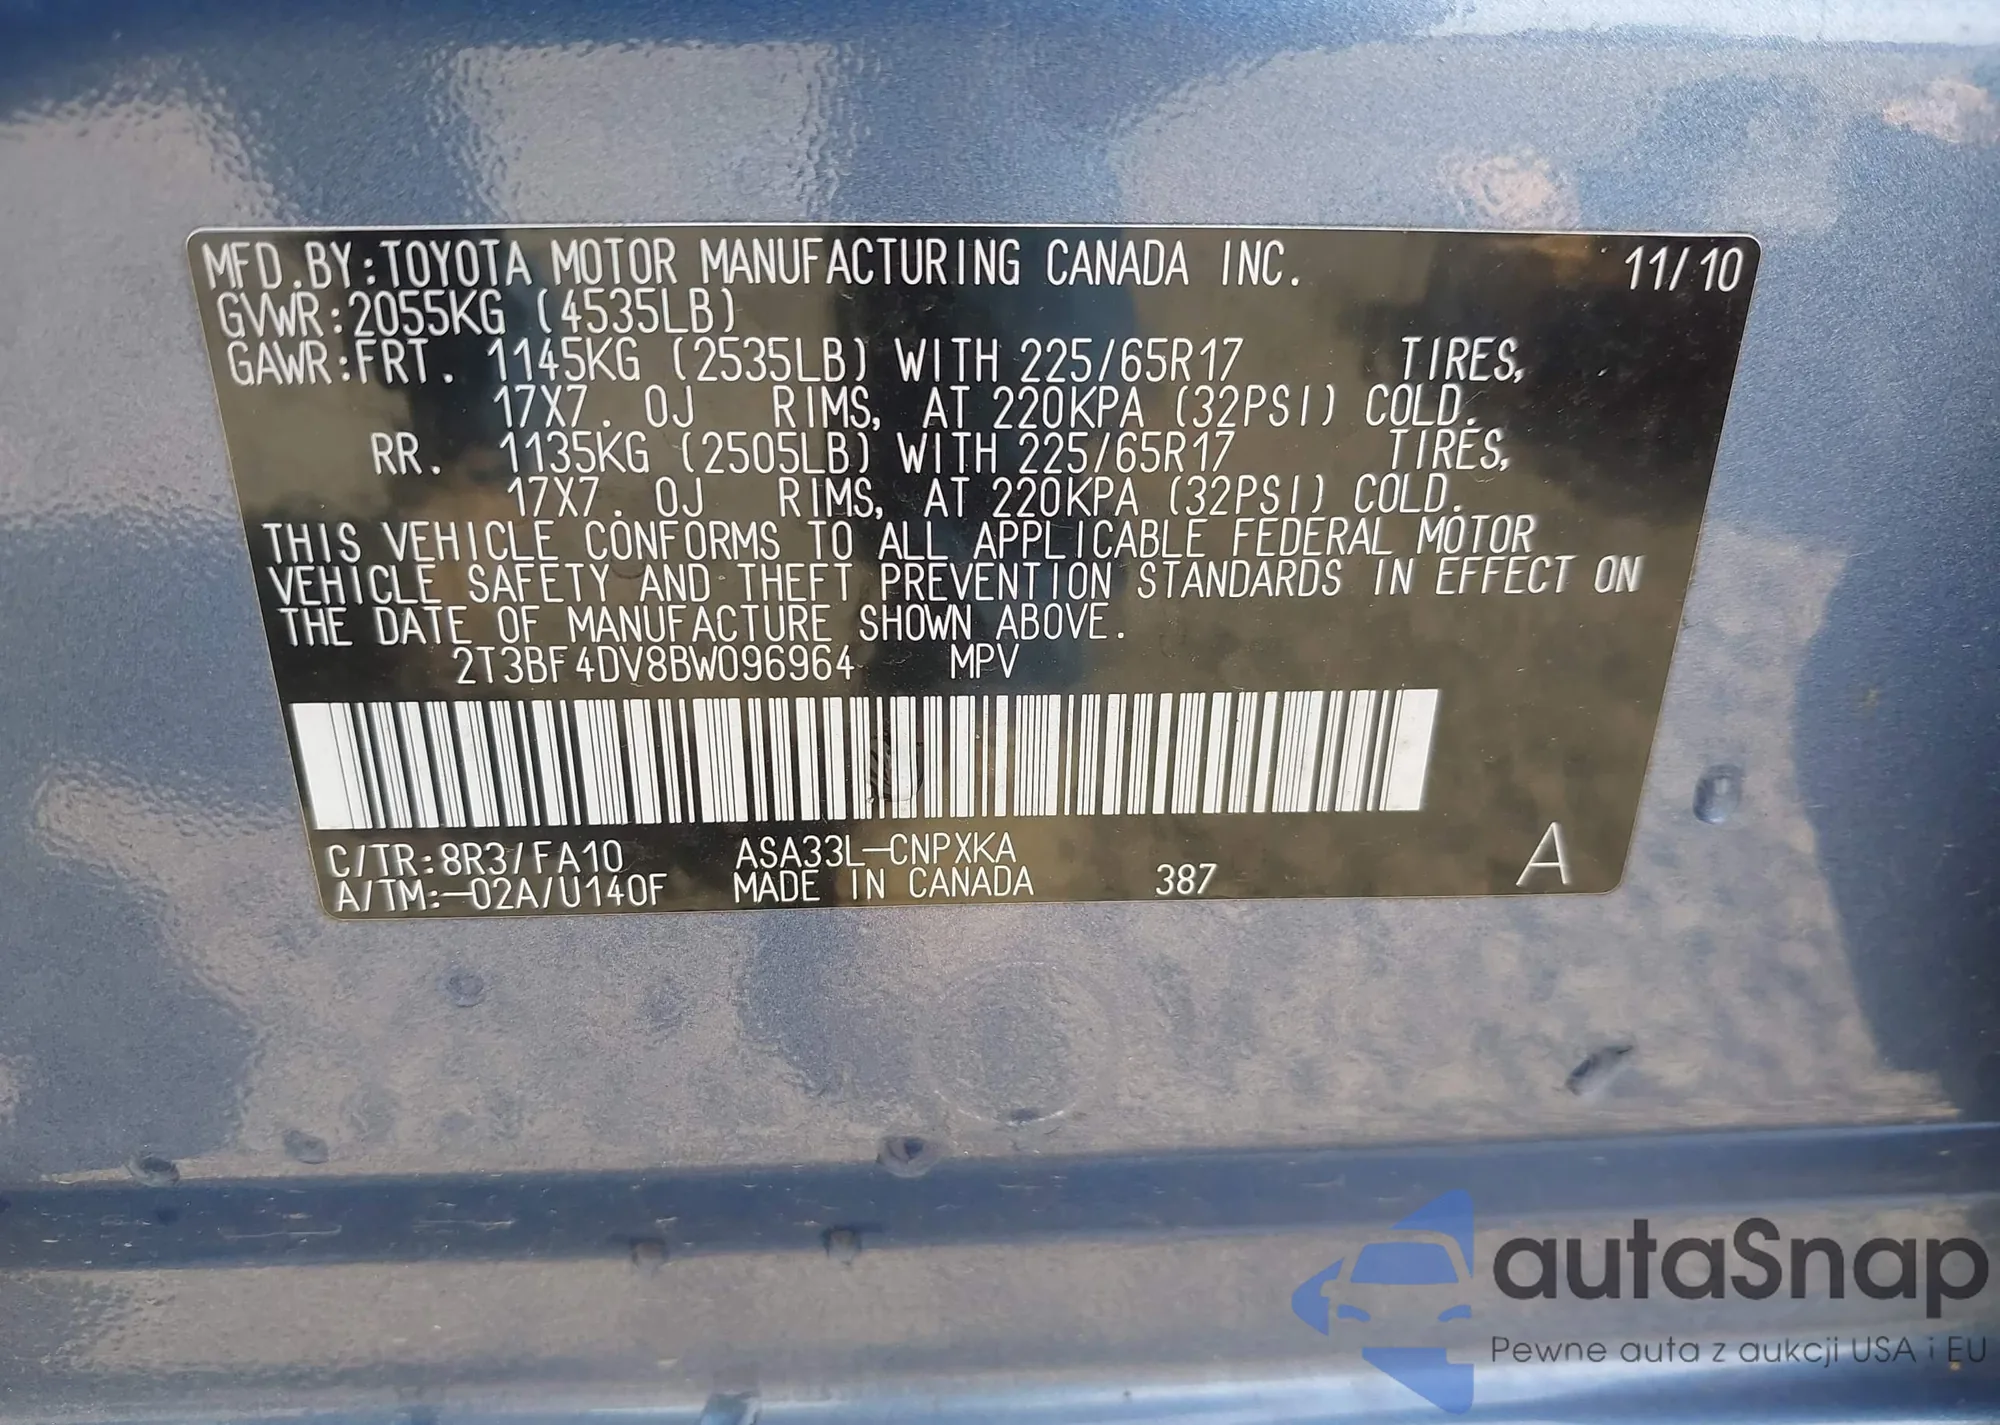 MFD.BY:TOYOTA MOTOR MANUFACTURING CANADA INC. 11/10
GVWR:2055KG (4535LB)
GAWR:FRT. 1145KG (2535LB) WITH 225/65R17 TIRES,
17X7. 0J RIMS, AT 220KPA (32PSI) COLD.
RR. 1135KG (2505LB) WITH 225/65R17 TIRES,
17X7. 0J RIMS, AT 220KPA (32PSI) COLD.
THIS VEHICLE CONFORMS TO ALL APPLICABLE FEDERAL MOTOR
VEHICLE SAFETY AND THEFT PREVENTION STANDARDS IN EFFECT ON
THE DATE OF MANUFACTURE SHOWN ABOVE.
2T3BF4DV8BW096964 MPV
C/TR:8R3/FA10 ASA33L-CNPXKA
A/TM:-02A/U140F MADE IN CANADA 387 A
autaSnap
Pewne auta z aukcji USA i EU